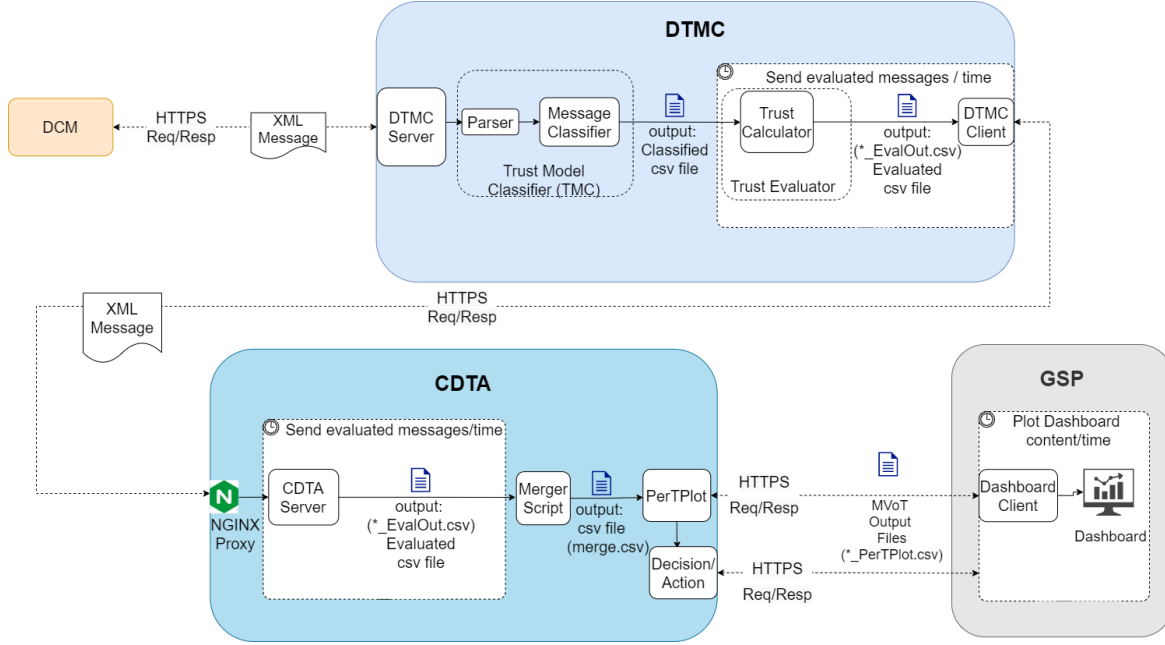 DTMC
Send evaluated messages / time
DCM
HTTPS
Req/Resp
XML
Message
DTMC
Server
Parser
Message
Classifier
Trust Model
Classifier (TMC)
output:
Classified
csv file
Trust
Calculator
Trust Evaluator
output:
(*_EvalOut.csv)
Evaluated
csv file
DTMC
Client
XML
Message
HTTPS
Req/Resp
CDTA
Send evaluated messages/time
N
NGINX
Proxy
CDTA
Server
output:
(*_EvalOut.csv)
Evaluated
csv file
Merger
Script
output:
csv file
(merge.csv)
PerTPlot
Decision/
Action
HTTPS
Req/Resp
HTTPS
Req/Resp
MVoT
Output
Files
(*_PerTPlot.csv)
GSP
Plot Dashboard
content/time
Dashboard
Client
Dashboard